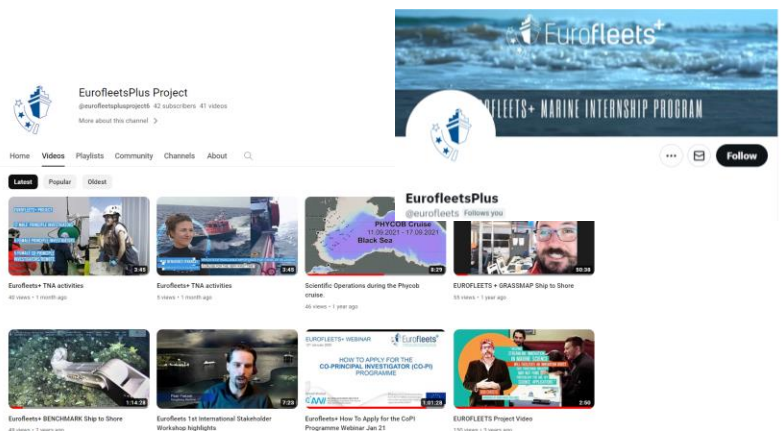 EurofleetsPlus Project
@eurofleetsplusproject6 42 subscribers 41 videos
More about this channel
Home Videos Playlists Community Channels About
Latest Popular Oldest
Eurofleets+
FLEETS+ MARINE INTERNSHIP PROGRAM
Follow
EurofleetsPlus
@eurofleets Follows you
3:45
3:45
PHYCOB Cruise
11.09.2021 - 17.09.2021
Black Sea
8:29
30:38
Eurofleets+ TNA activities
40 views • 1 month ago
Eurofleets+ TNA activities
5 views • 1 month ago
Scientific Operations during the Phycob
cruise.
46 views • 1 year ago
EUROFLEETS + GRASSMAP Ship to Shore
55 views • 1 year ago
1:14:28
7:23
EUROFLEETS+ WEBINAR
Eurofleets+
HOW TO APPLY FOR THE
CO-PRINCIPAL INVESTIGATOR (CO-PI)
PROGRAMME
1:01:28
2:50
Eurofleets+ BENCHMARK Ship to Shore
Eurofleets 1st International Stakeholder
Workshop highlights
Eurofleets+ How To Apply for the CoPI
Programme Webinar Jan 21
EUROFLEETS Project Video